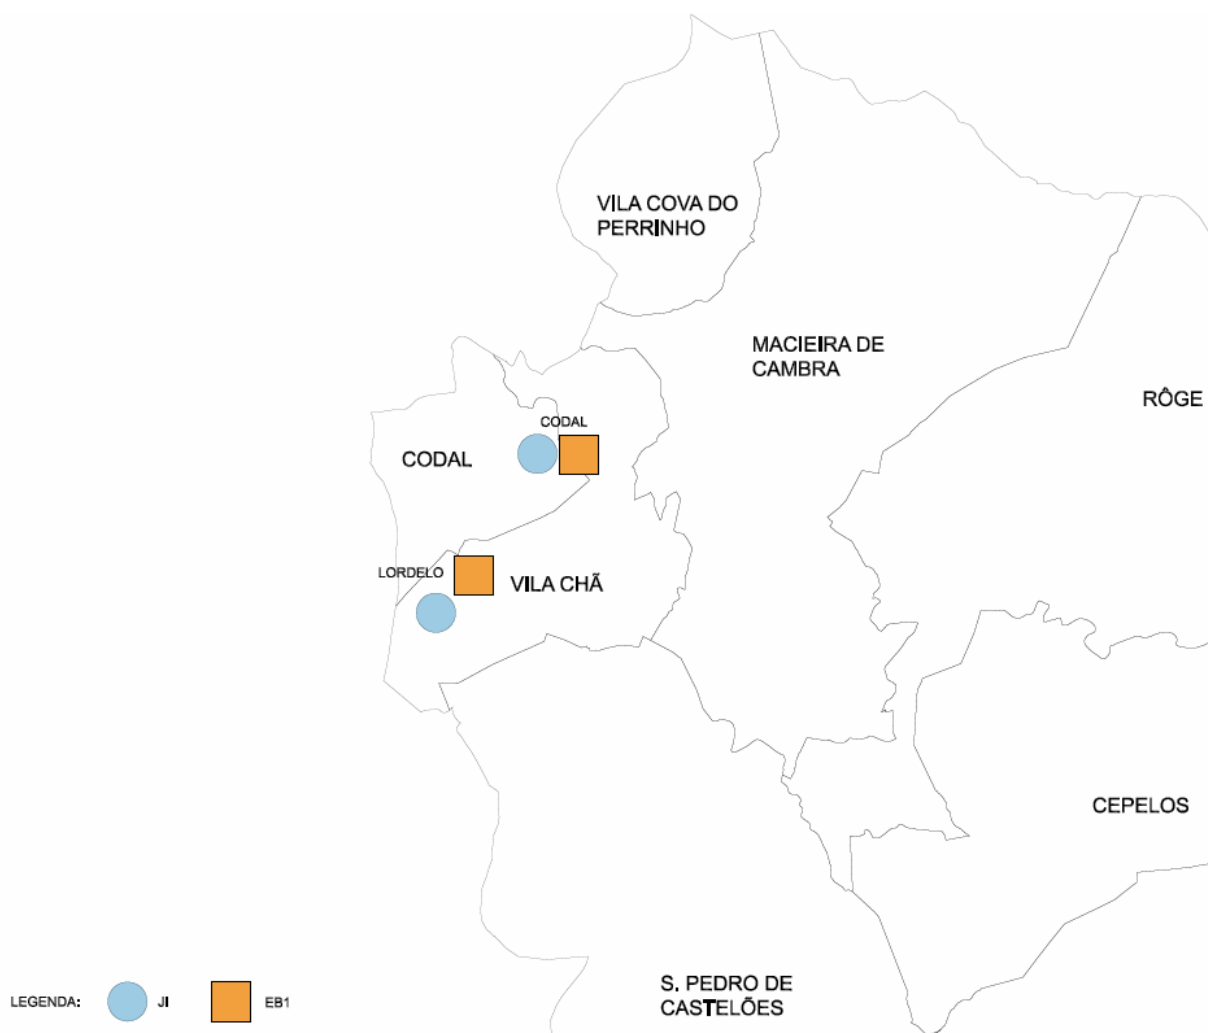 VILA COVA DO
PERRINHO
MACIEIRA DE
CAMBRA
RÔGE
CODAL
CODAL
LORDELO
VILA CHÃ
CEPELOS
S. PEDRO DE
CASTELÕES
LEGENDA: JI EB1